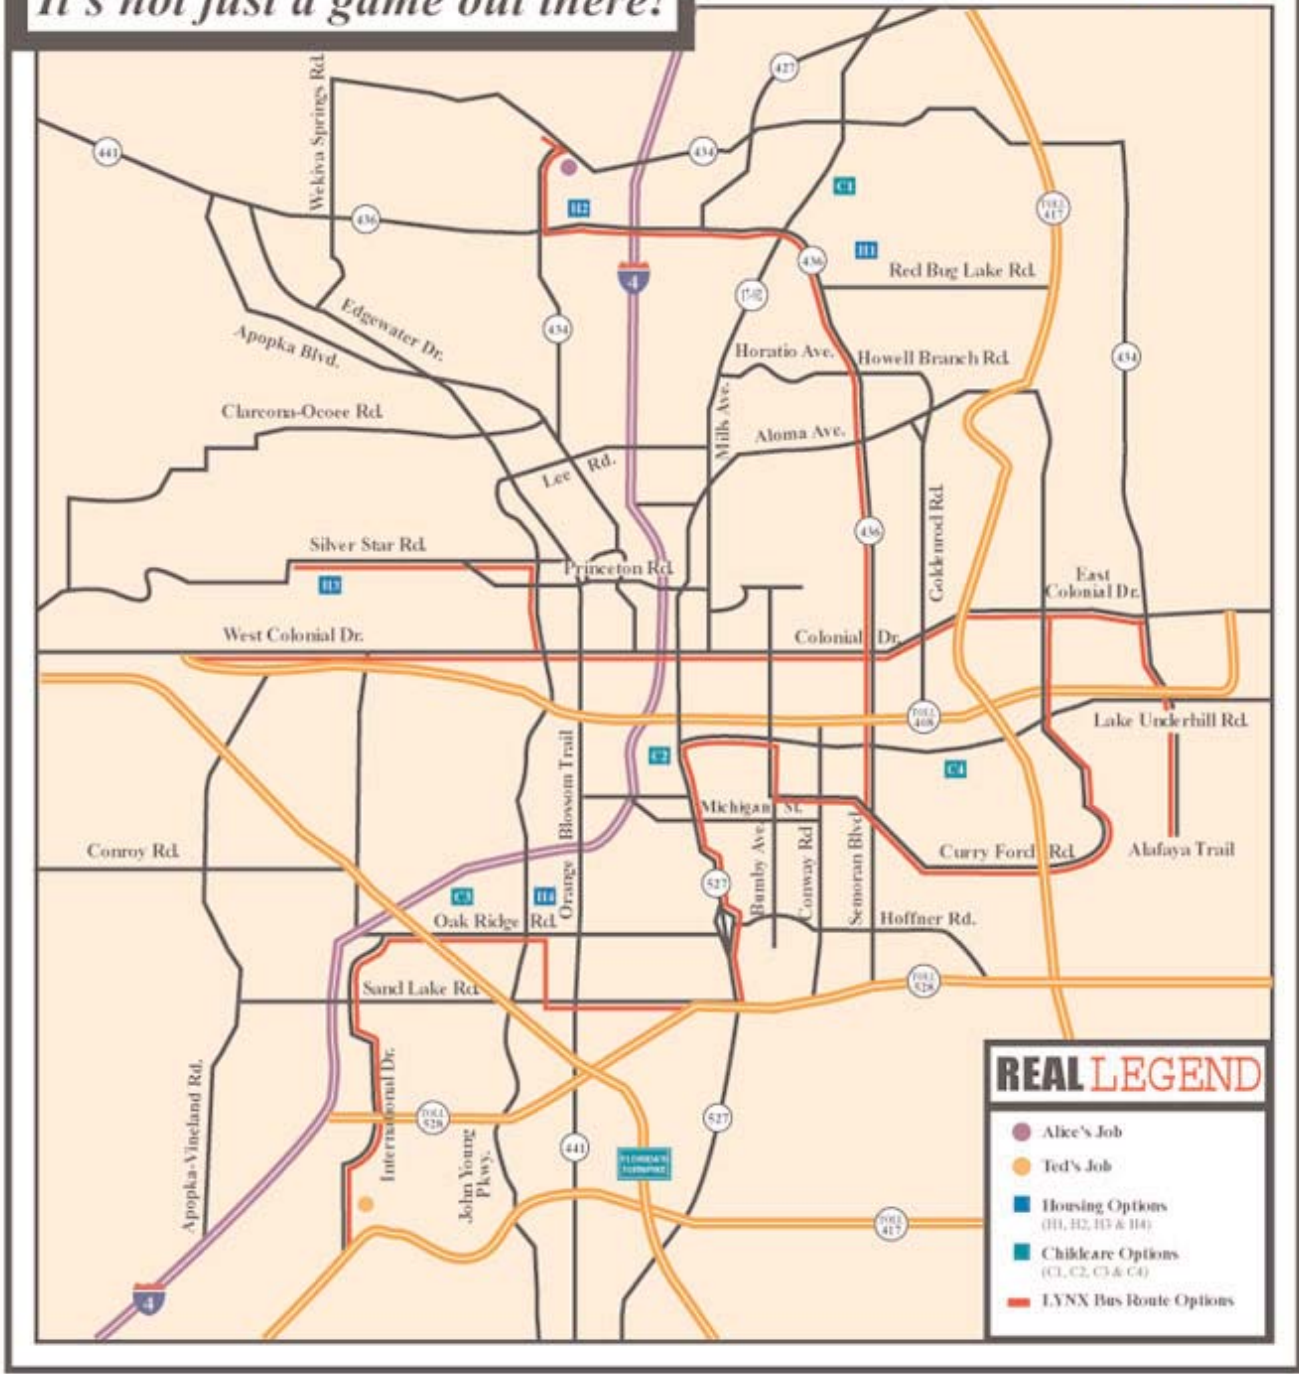 It's not just a game out there!
427
Wekiva Springs Rd.
441
434
C1
H2
TOLL
417
436
436
H1
Red Bug Lake Rd.
4
17-92
Edgewater Dr.
434
Apopka Blvd.
Horatio Ave.
Howell Branch Rd.
434
Mills Ave.
Clarcona-Ocoee Rd.
Aloma Ave.
Lee Rd.
Goldenrod Rd.
436
Silver Star Rd.
Princeton Rd.
H3
East
Colonial Dr.
West Colonial Dr.
Colonial Dr.
TOLL
408
Lake Underhill Rd.
Orange Blossom Trail
C2
C4
Michigan St.
Bumby Ave.
Conway Rd
Semoran Blvd
Conroy Rd.
Curry Ford Rd.
Alafaya Trail
527
C3
H4
Oak Ridge Rd.
Hoffner Rd.
Sand Lake Rd.
TOLL
528
International Dr.
Apopka-Vineland Rd.
TOLL
528
John Young
Pkwy.
441
527
FLORIDA'S
TURNPIKE
TOLL
417
4
REAL LEGEND
Alice's Job
Ted's Job
Housing Options
(H1, H2, H3 & H4)
Childcare Options
(C1, C2, C3 & C4)
LYNX Bus Route Options